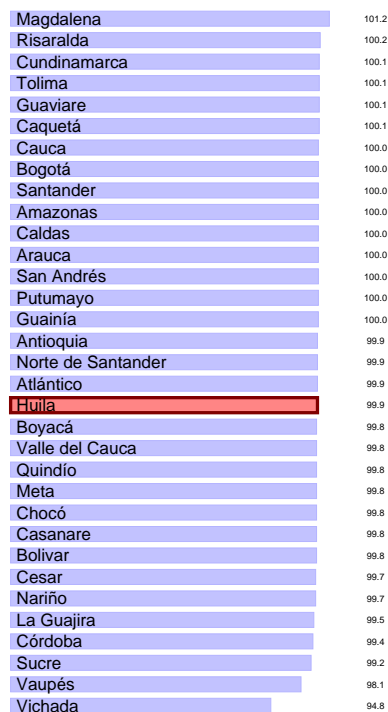 Magdalena 101.2
Risaralda 100.2
Cundinamarca 100.1
Tolima 100.1
Guaviare 100.1
Caquetá 100.1
Cauca 100.0
Bogotá 100.0
Santander 100.0
Amazonas 100.0
Caldas 100.0
Arauca 100.0
San Andrés 100.0
Putumayo 100.0
Guainía 100.0
Antioquia 99.9
Norte de Santander 99.9
Atlántico 99.9
Huila 99.9
Boyacá 99.8
Valle del Cauca 99.8
Quindío 99.8
Meta 99.8
Chocó 99.8
Casanare 99.8
Bolivar 99.8
Cesar 99.7
Nariño 99.7
La Guajira 99.5
Córdoba 99.4
Sucre 99.2
Vaupés 98.1
Vichada 94.8